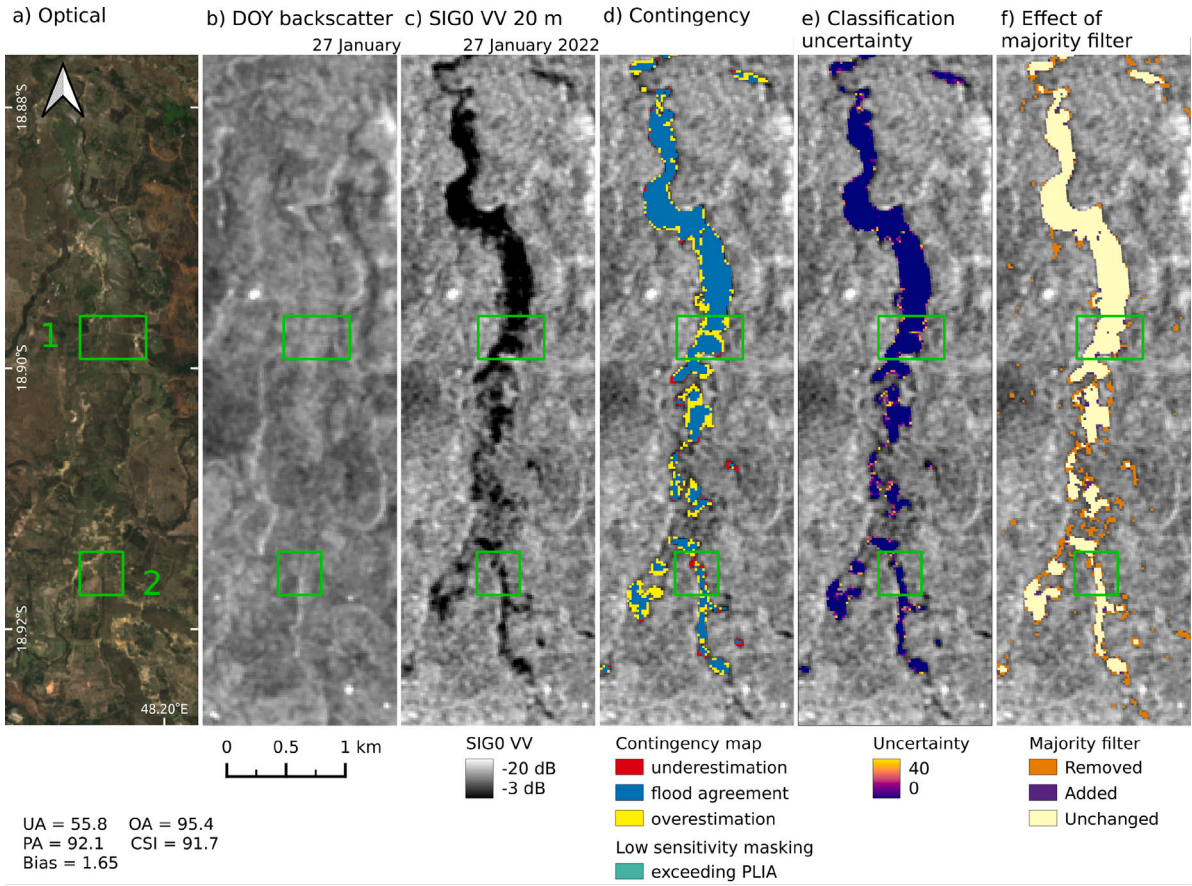 a) Optical
b) DOY backscatter
27 January
c) SIG0 VV 20 m
27 January 2022
d) Contingency
e) Classification
uncertainty
f) Effect of
majority filter
18.88°S
1
18.90°S
2
18.92°S
48.20°E
0 0.5 1 km
SIG0 VV
-20 dB
-3 dB
Contingency map
underestimation
flood agreement
overestimation
Low sensitivity masking
exceeding PLIA
Uncertainty
40
0
Majority filter
Removed
Added
Unchanged
UA = 55.8 OA = 95.4
PA = 92.1 CSI = 91.7
Bias = 1.65